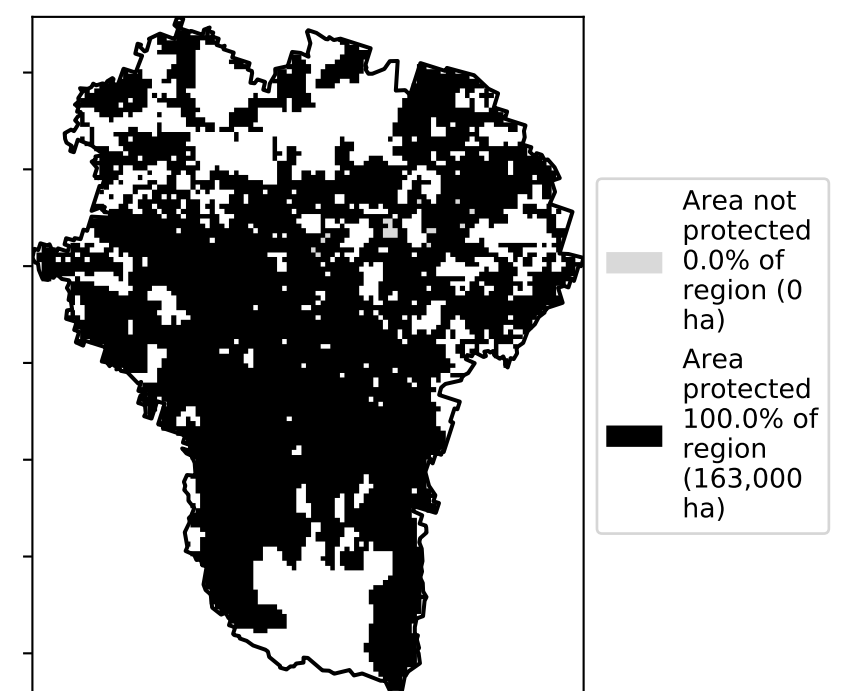 Area not
protected
0.0% of
region (0
ha)
Area
protected
100.0% of
region
(163,000
ha)